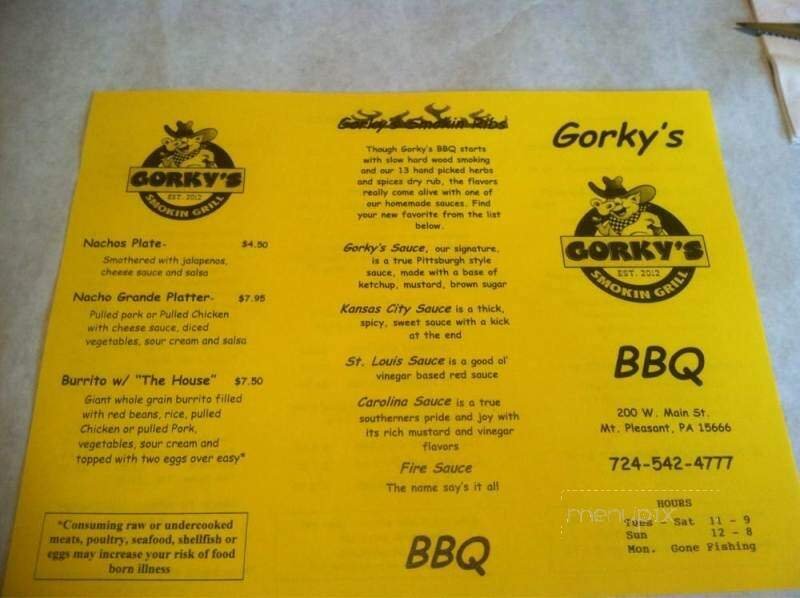 GORKY'S
EST. 2012
SMOKIN GRILL
Nachos Plate- $4.50
Smothered with jalapenos,
cheese sauce and salsa
Nacho Grande Platter- $7.95
Pulled pork or Pulled Chicken
with cheese sauce, diced
vegetables, sour cream and salsa
Burrito w/ "The House" $7.50
Giant whole grain burrito filled
with red beans, rice, pulled
Chicken or pulled Pork,
vegetables, sour cream and
topped with two eggs over easy*
*Consuming raw or undercooked
meats, poultry, seafood, shellfish or
eggs may increase your risk of food
born illness
Gorky's Smokin Ribs
Though Gorky's BBQ starts
with slow hard wood smoking
and our 13 hand picked herbs
and spices dry rub, the flavors
really come alive with one of
our homemade sauces. Find
your new favorite from the list
below.
Gorky's Sauce, our signature,
is a true Pittsburgh style
sauce, made with a base of
ketchup, mustard, brown sugar
Kansas City Sauce is a thick,
spicy, sweet sauce with a kick
at the end
St. Louis Sauce is a good ol'
vinegar based red sauce
Carolina Sauce is a true
southerners pride and joy with
its rich mustard and vinegar
flavors
Fire Sauce
The name say's it all
BBQ
Gorky's
GORKY'S
EST. 2012
SMOKIN GRILL
BBQ
200 W. Main St.
Mt. Pleasant, PA 15666
724-542-4777
HOURS
Tues - Sat 11 - 9
Sun 12 - 8
Mon. Gone Fishing
menupix